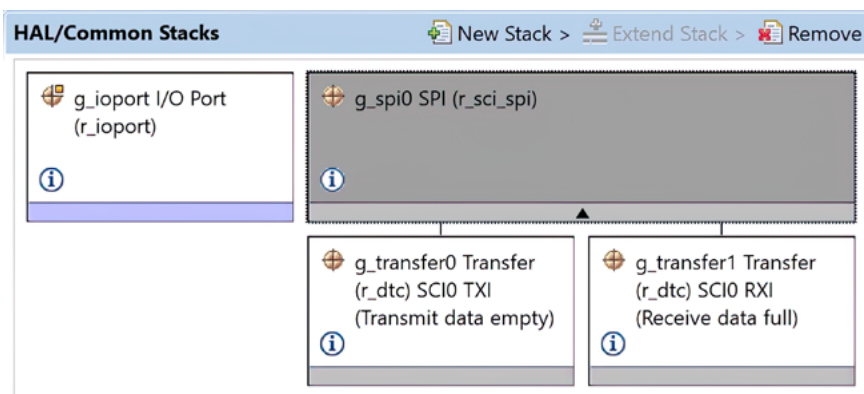 HAL/Common Stacks
New Stack >
Extend Stack >
Remove
g_ioport I/O Port
(r_ioport)
g_spi0 SPI (r_sci_spi)
g_transfer0 Transfer
(r_dtc) SCI0 TXI
(Transmit data empty)
g_transfer1 Transfer
(r_dtc) SCI0 RXI
(Receive data full)